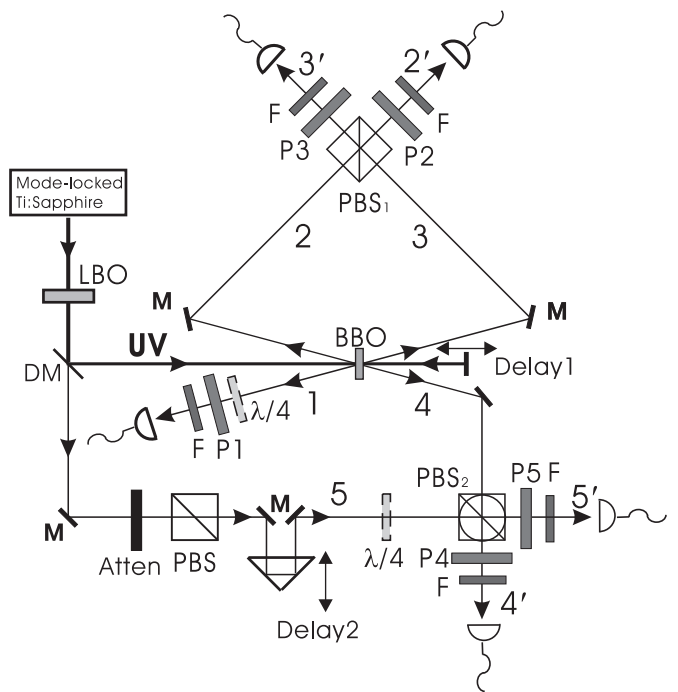 3′
2′
F
F
P3
P2
PBS₁
Mode-locked
Ti:Sapphire
2
3
LBO
M
M
BBO
UV
Delay1
DM
1
4
λ/4
F
P1
PBS₂
P5
F
5′
5
M
M
Atten
PBS
λ/4
P4
F
4′
Delay2